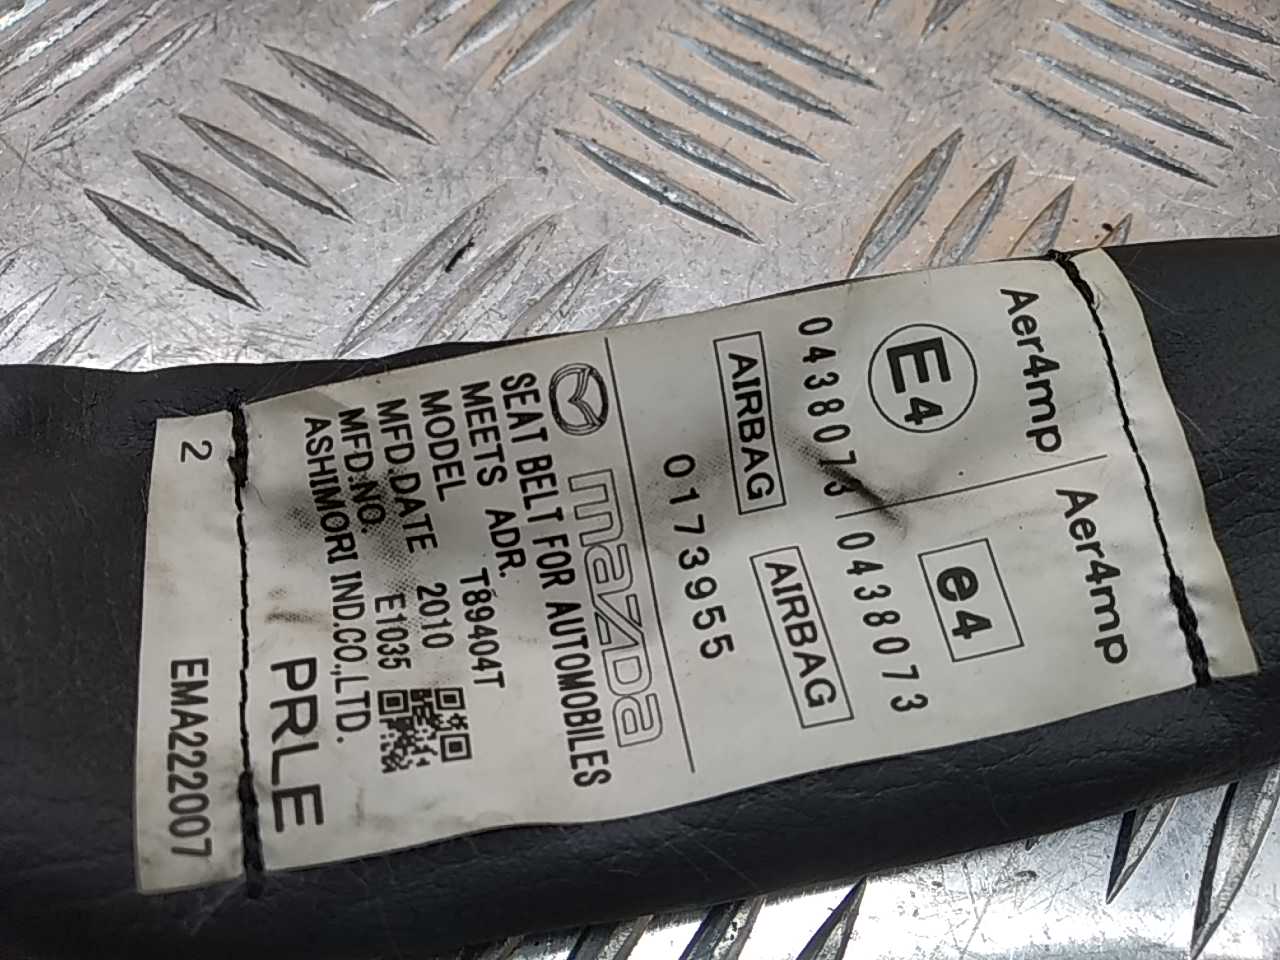 Aer4mp
Aer4mp
E4
e4
0438073
0438073
AIRBAG
AIRBAG
0173955
mazda
SEAT BELT FOR AUTOMOBILES
MEETS ADR.
MODEL T89404T
MFD.DATE 2010
MFD.NO. E1035
ASHIMORI IND.CO.,LTD.
PRLE
2 EMA222007